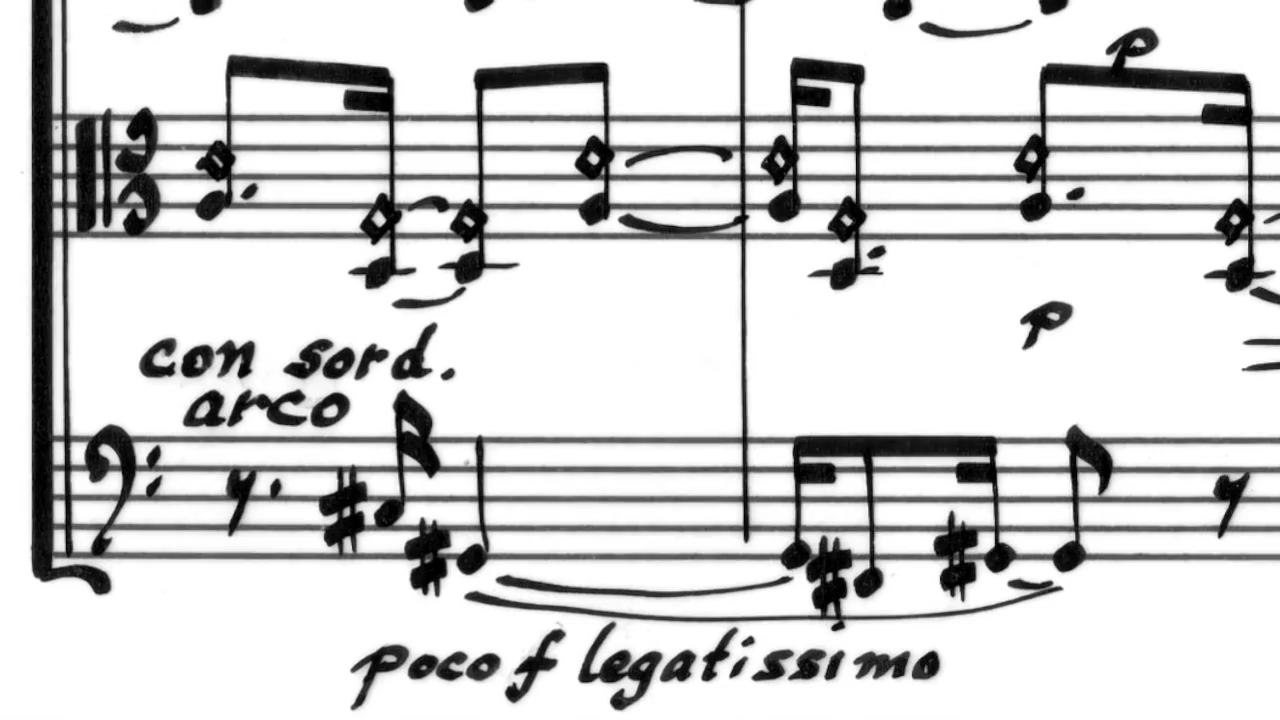 p
p
con sord.
arco
poco f legatissimo